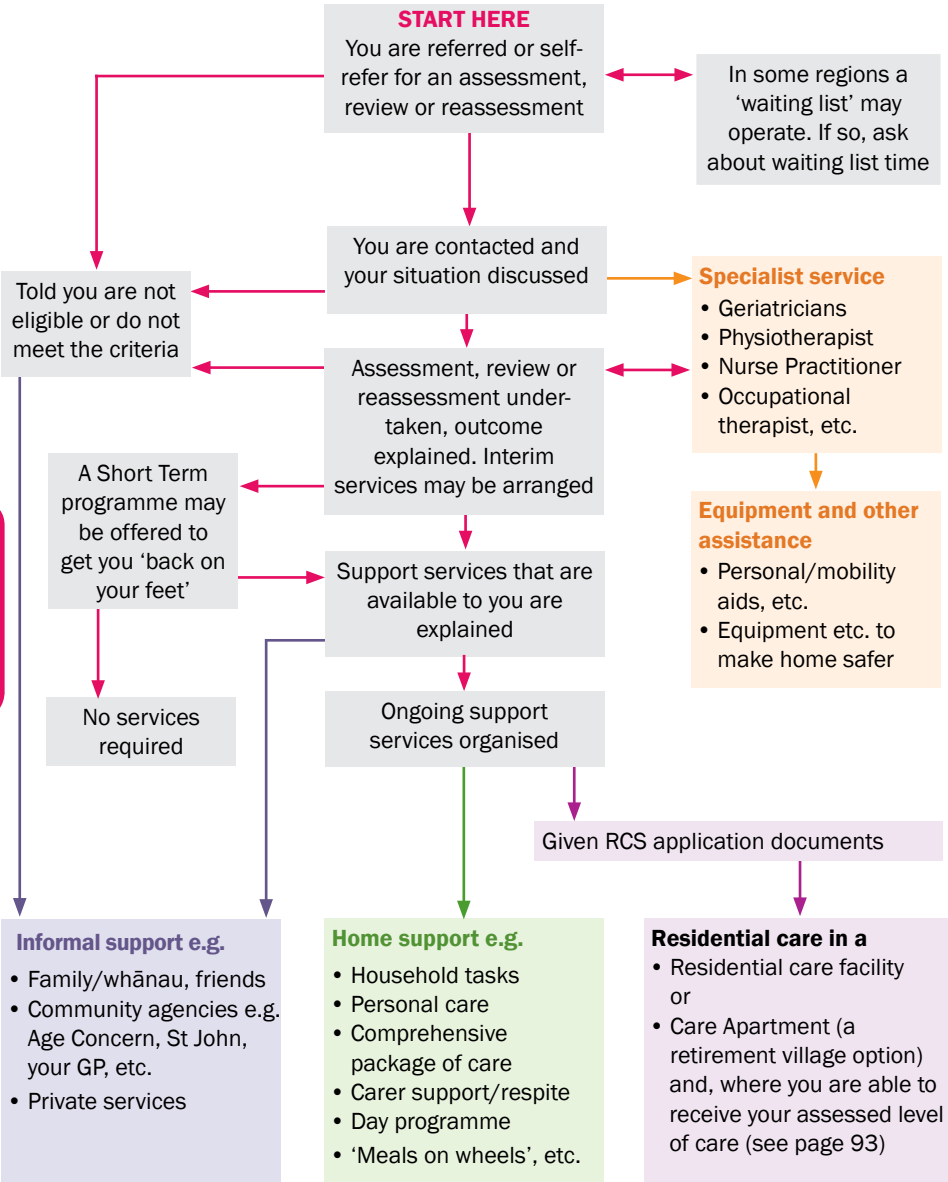 START HERE
You are referred or self-
refer for an assessment,
review or reassessment
In some regions a
‘waiting list’ may
operate. If so, ask
about waiting list time
You are contacted and
your situation discussed
Told you are not
eligible or do not
meet the criteria
Specialist service
• Geriatricians
• Physiotherapist
• Nurse Practitioner
• Occupational
therapist, etc.
Assessment, review or
reassessment under-
taken, outcome
explained. Interim
services may be arranged
A Short Term
programme may
be offered to
get you ‘back on
your feet’
Equipment and other
assistance
• Personal/mobility
aids, etc.
• Equipment etc. to
make home safer
Support services that are
available to you are
explained
No services
required
Ongoing support
services organised
Given RCS application documents
Informal support e.g.
• Family/whānau, friends
• Community agencies e.g.
Age Concern, St John,
your GP, etc.
• Private services
Home support e.g.
• Household tasks
• Personal care
• Comprehensive
package of care
• Carer support/respite
• Day programme
• ‘Meals on wheels’, etc.
Residential care in a
• Residential care facility
or
• Care Apartment (a
retirement village option)
and, where you are able to
receive your assessed level
of care (see page 93)